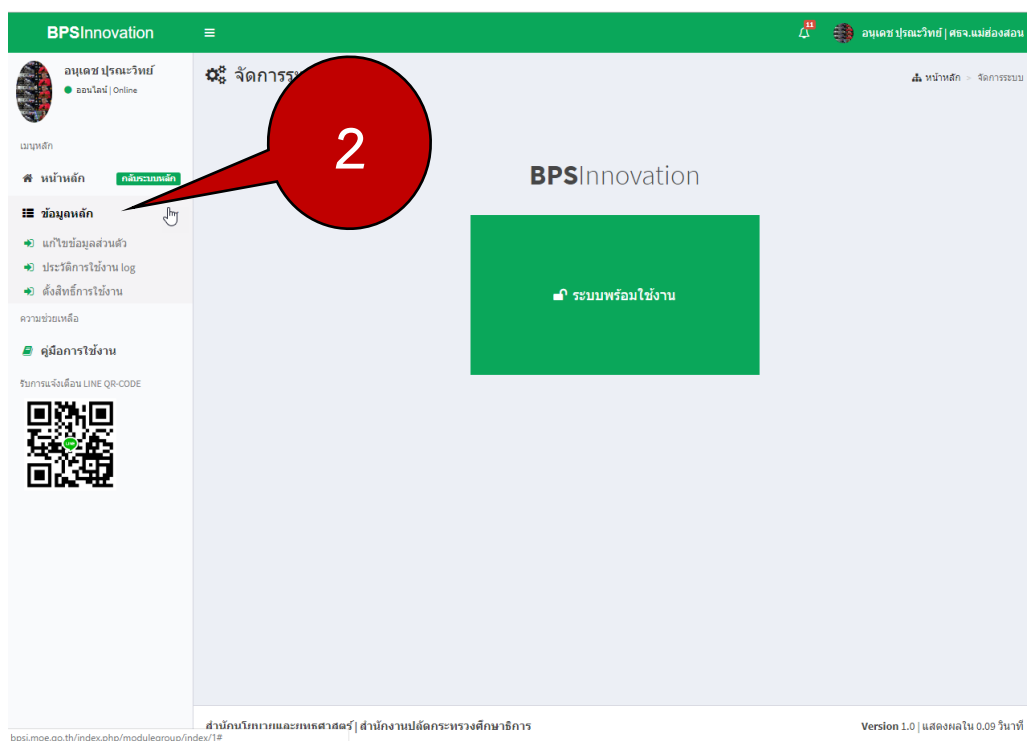 BPSInnovation
11
อนุเดช ปุรณะวิทย์ | ศธจ.แม่ฮ่องสอน
อนุเดช ปุรณะวิทย์
ออนไลน์ | Online
จัดการระ
หน้าหลัก > จัดการระบบ
2
เมนูหลัก
หน้าหลัก กลับระบบหลัก
ข้อมูลหลัก
แก้ไขข้อมูลส่วนตัว
ประวัติการใช้งาน log
ตั้งสิทธิ์การใช้งาน
ความช่วยเหลือ
คู่มือการใช้งาน
รับการแจ้งเตือน LINE QR-CODE
LINE
BPSInnovation
ระบบพร้อมใช้งาน
สำนักนโยบายและยุทธศาสตร์ | สำนักงานปลัดกระทรวงศึกษาธิการ
Version 1.0 | แสดงผลใน 0.09 วินาที
bpsi.moe.go.th/index.php/modulegroup/index/1#